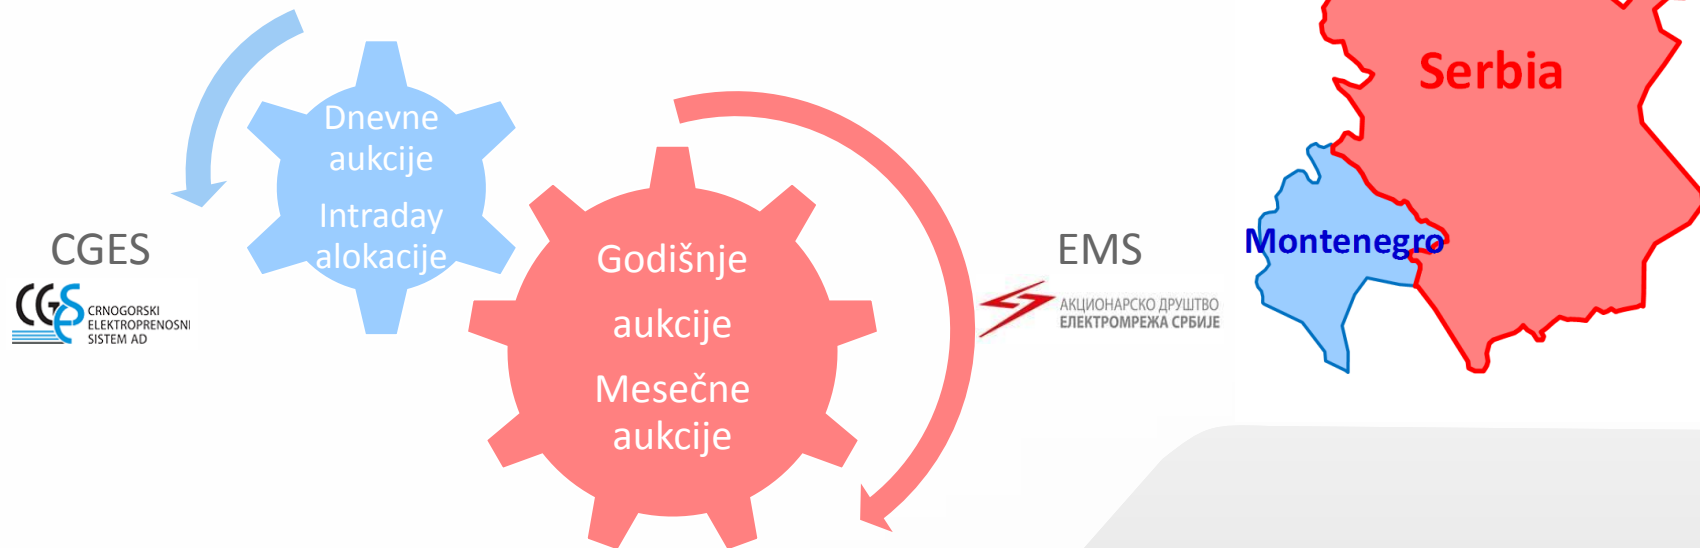 Dnevne
aukcije
Intraday
alokacije
CGES
CGES
CRNOGORSKI
ELEKTROPRENOSNI
SISTEM AD
Godišnje
aukcije
Mesečne
aukcije
EMS
АКЦИОНАРСКО ДРУШТВО
ЕЛЕКТРОМРЕЖА СРБИЈЕ
Serbia
Montenegro